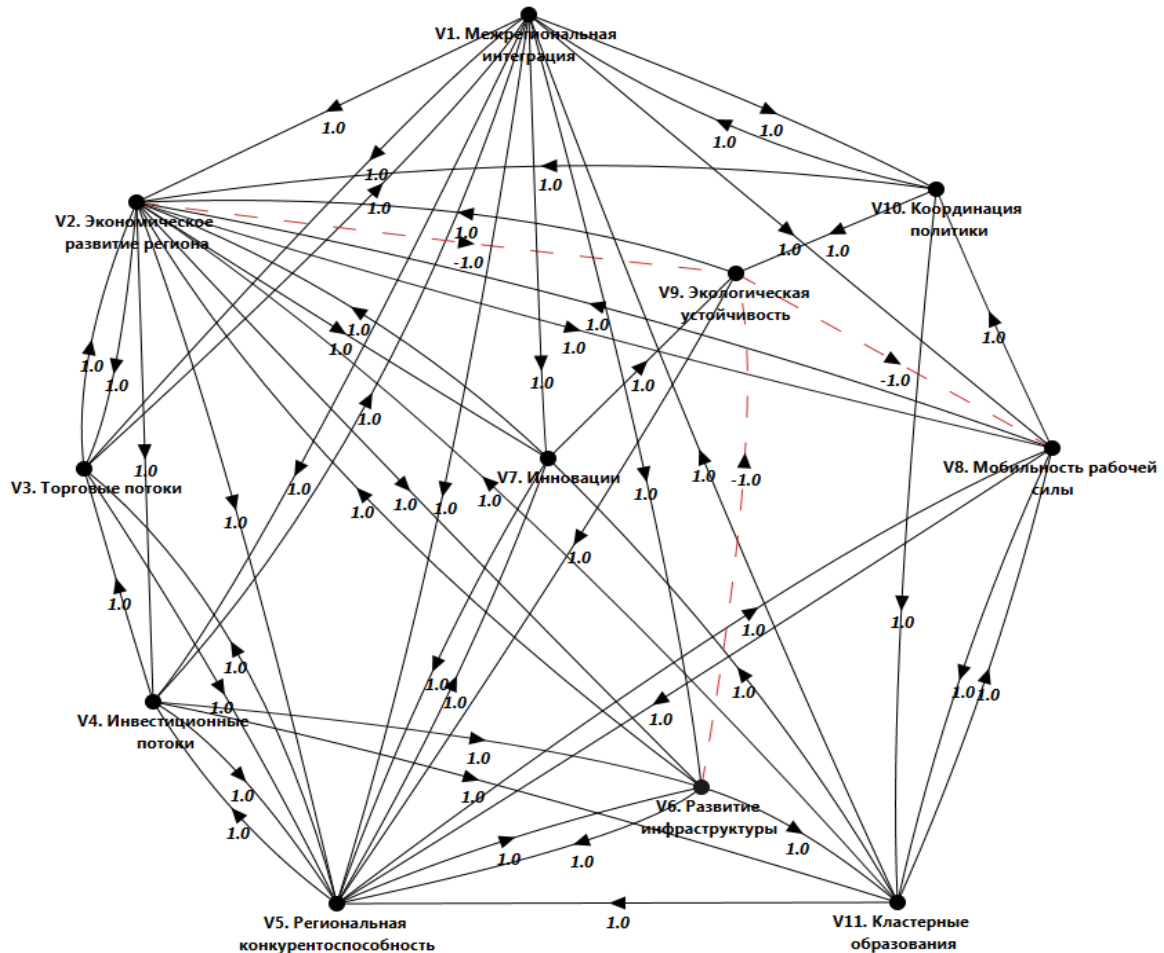 V1. Межрегиональная
интеграция
1.0
1.0
1.0
1.0
1.0
1.0
1.0
V2. Экономическое
развитие региона
V10. Координация
политики
1.0
1.0
1.0
-1.0
V9. Экологическая
устойчивость
1.0
1.0
1.0
1.0
1.0
1.0
1.0
1.0
-1.0
1.0
1.0
1.0
1.0
V3. Торговые потоки
V7. Инновации
V8. Мобильность рабочей
силы
1.0
1.0
1.0
1.0
1.0
1.0
1.0
1.0
-1.0
1.0
1.0
1.0
1.0
1.0
1.0
1.0
1.0
1.0
1.0
1.0
1.0
1.0
V4. Инвестиционные
потоки
1.0
1.0
1.0
1.0
V6. Развитие
инфраструктуры
1.0
1.0
1.0
V5. Региональная
конкурентоспособность
1.0
V11. Кластерные
образования